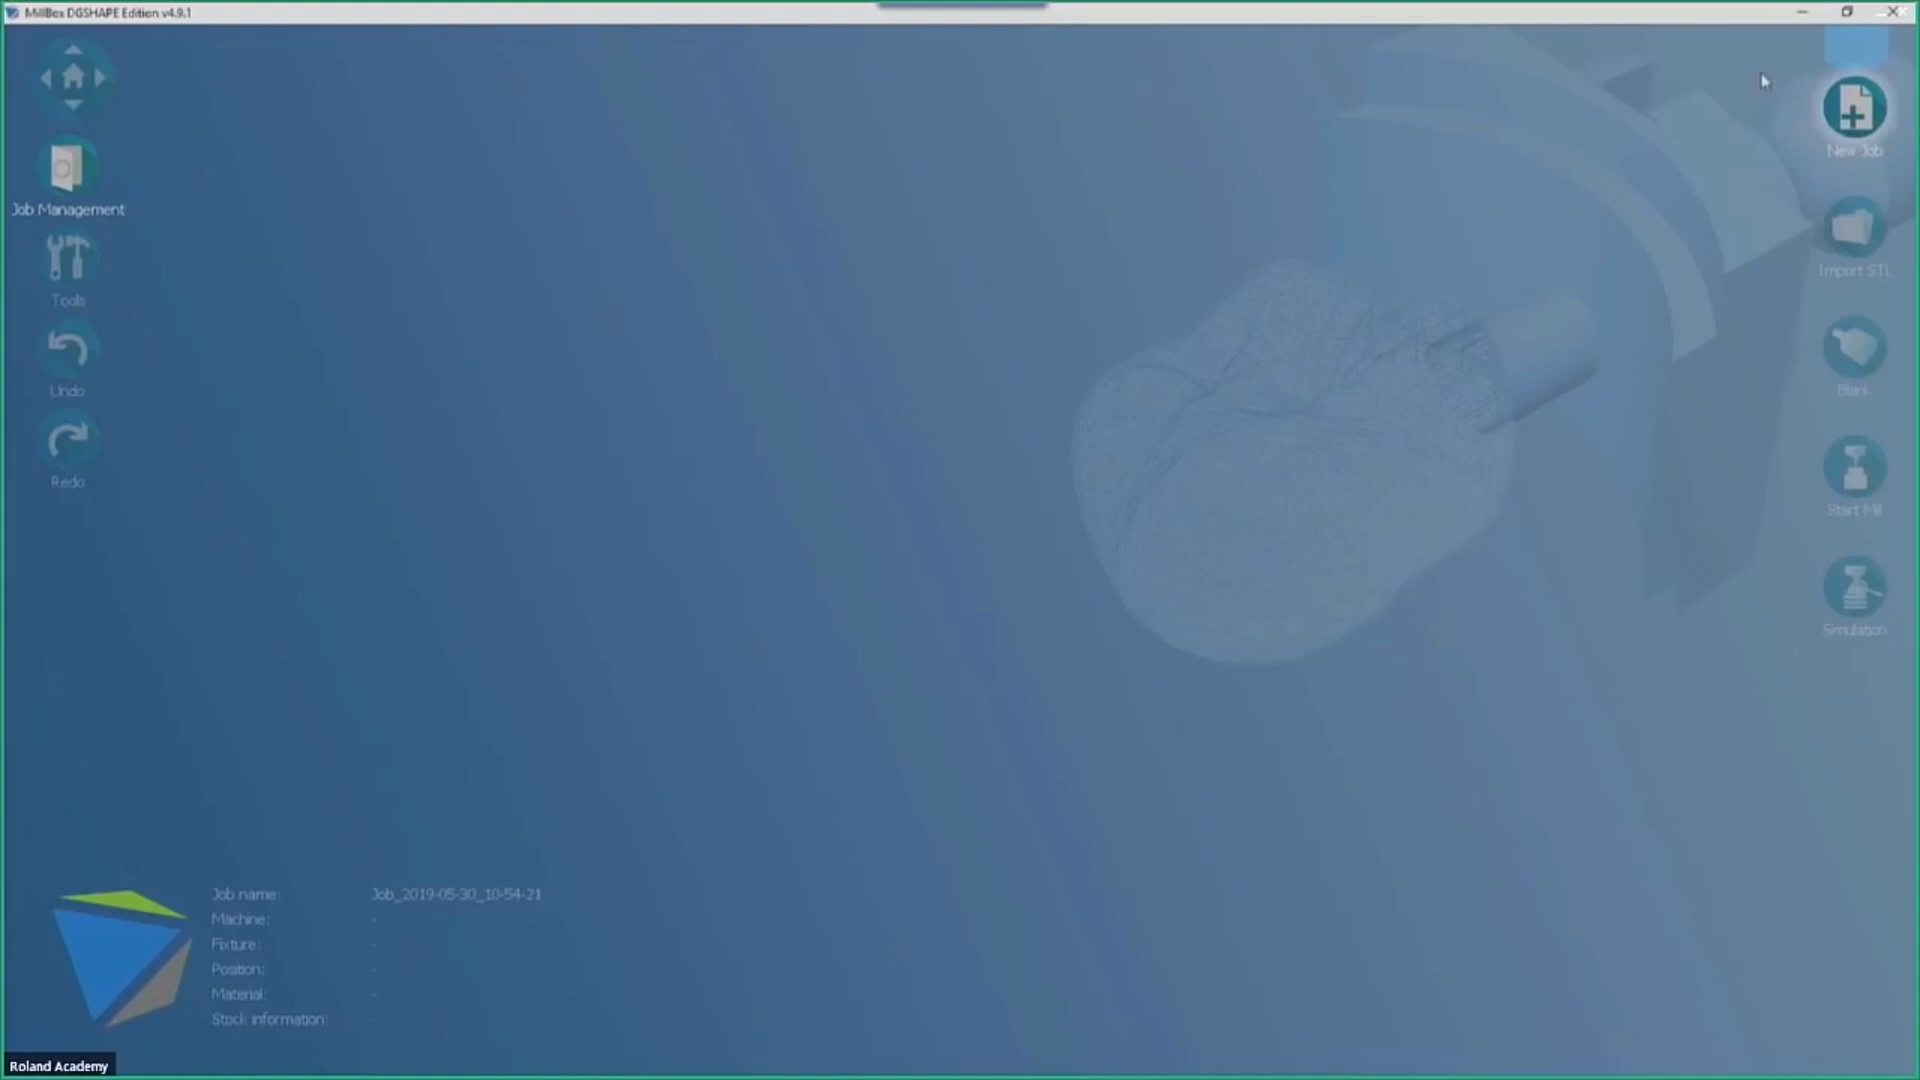 MillBox DGSHAPE Edition v4.9.1
Job Management
Tools
Undo
Redo
New Job
Import STL
Blank
Start Mill
Simulation
Job name: Job_2019-05-30_10-54-21
Machine: -
Fixture: -
Position: -
Material: -
Stock information: -
Roland Academy